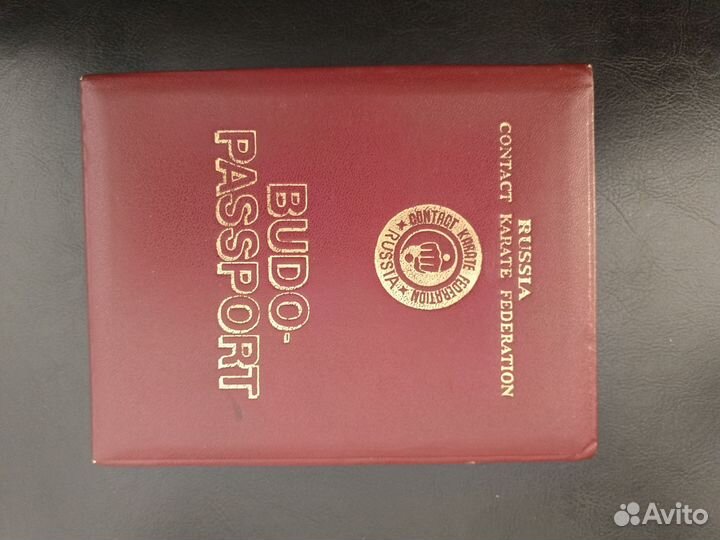 RUSSIA
CONTACT KARATE FEDERATION
CONTACT KARATE FEDERATION
★ RUSSIA ★
BUDO-
PASSPORT
Avito